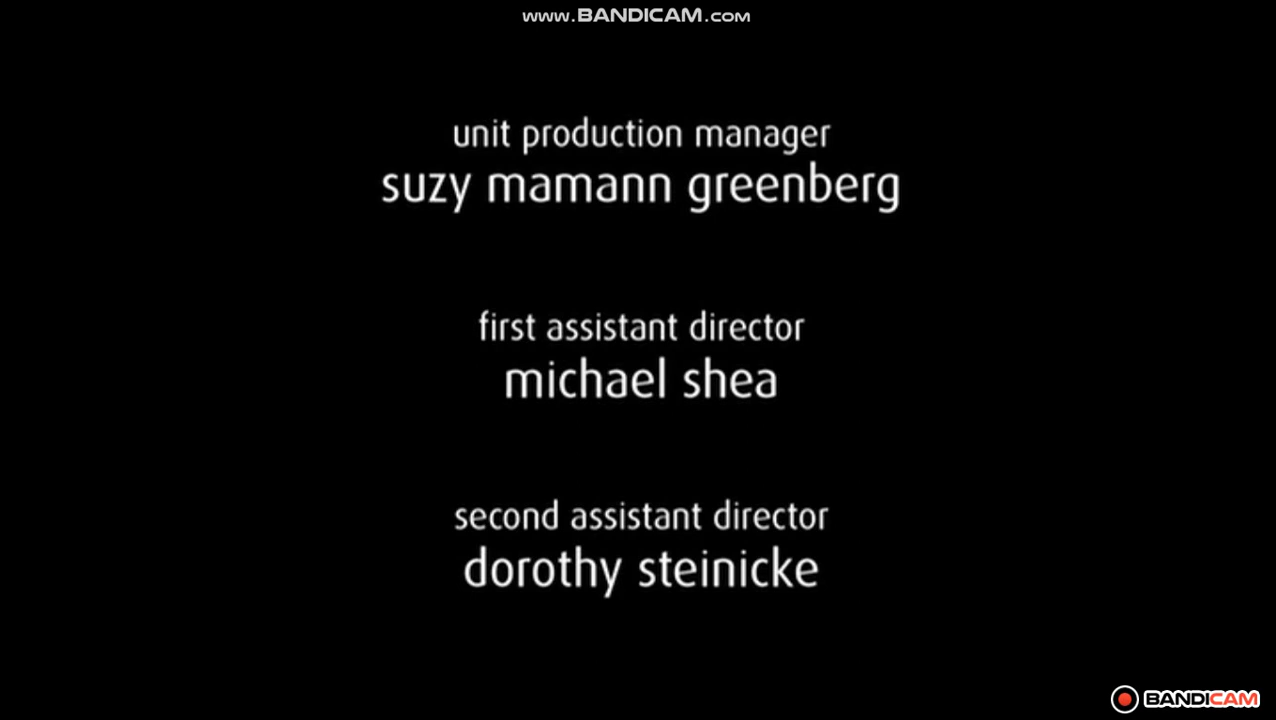 www.BANDICAM.com
unit production manager
suzy mamann greenberg
first assistant director
michael shea
second assistant director
dorothy steinicke
BANDICAM